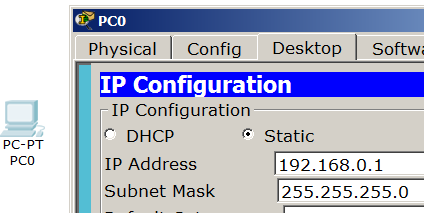 PC0
Physical Config Desktop
IP Configuration
IP Configuration
DHCP Static
PC-PT
PC0
IP Address 192.168.0.1
Subnet Mask 255.255.255.0